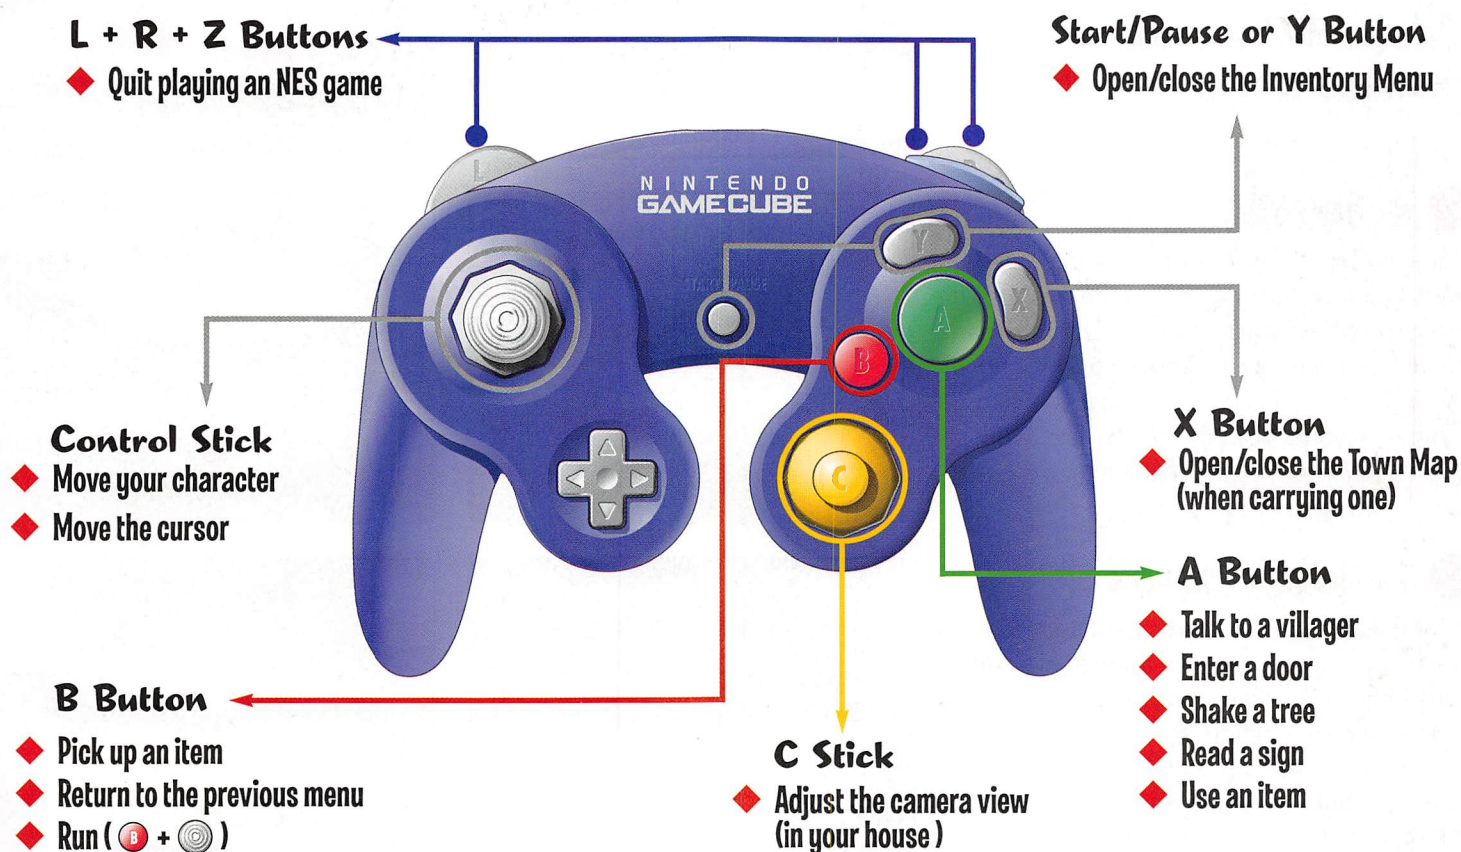 L + R + Z Buttons
Quit playing an NES game
Start/Pause or Y Button
Open/close the Inventory Menu
L
R
NINTENDO
GAMECUBE
Y
START/PAUSE
X
A
B
C
Control Stick
Move your character
Move the cursor
X Button
Open/close the Town Map
(when carrying one)
A Button
Talk to a villager
Enter a door
Shake a tree
Read a sign
Use an item
B Button
Pick up an item
Return to the previous menu
Run ( B + )
C Stick
Adjust the camera view
(in your house )